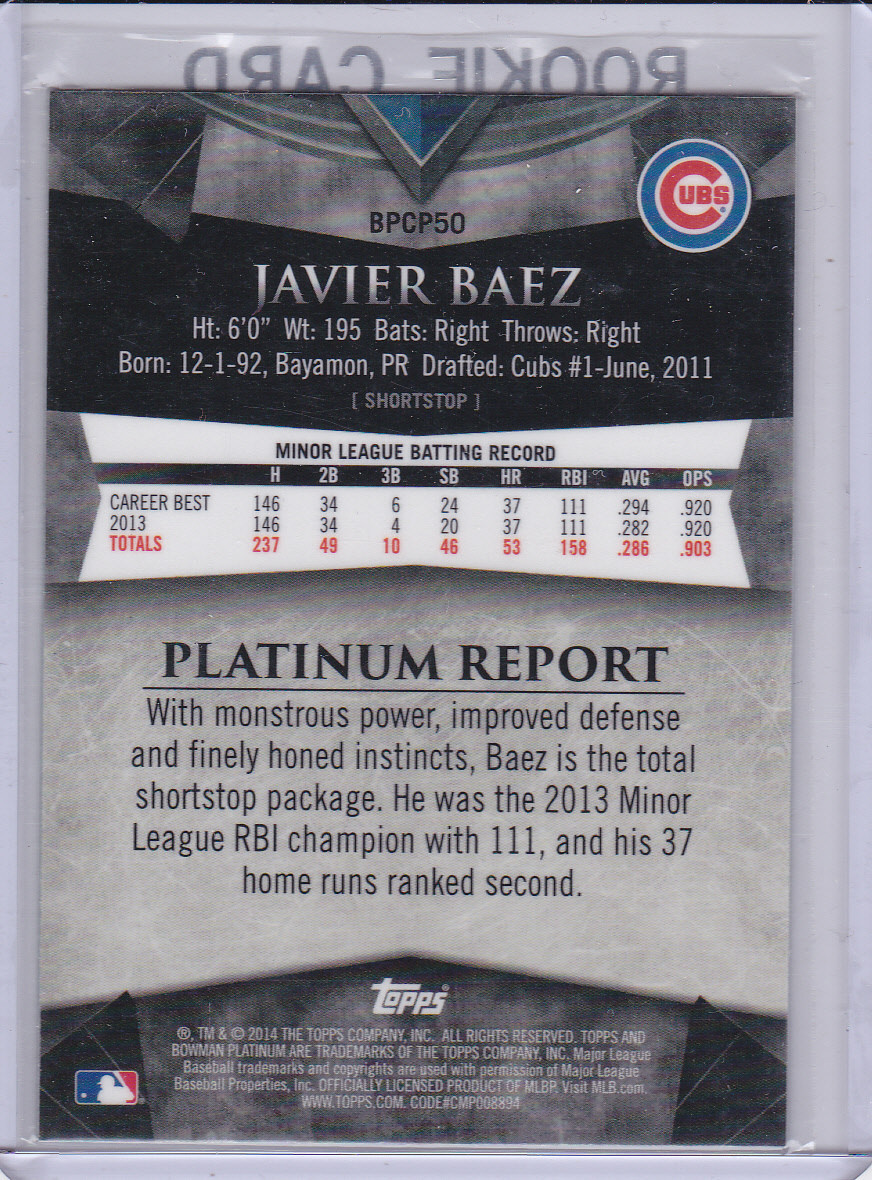 ROOKIE CARD
CUBS
BPCP50
JAVIER BAEZ
Ht: 6'0" Wt: 195 Bats: Right Throws: Right
Born: 12-1-92, Bayamon, PR Drafted: Cubs #1-June, 2011
[ SHORTSTOP ]
MINOR LEAGUE BATTING RECORD
H 2B 3B SB HR RBI AVG OPS
CAREER BEST 146 34 6 24 37 111 .294 .920
2013 146 34 4 20 37 111 .282 .920
TOTALS 237 49 10 46 53 158 .286 .903
PLATINUM REPORT
With monstrous power, improved defense
and finely honed instincts, Baez is the total
shortstop package. He was the 2013 Minor
League RBI champion with 111, and his 37
home runs ranked second.
Topps®
®, TM & © 2014 THE TOPPS COMPANY, INC. ALL RIGHTS RESERVED. TOPPS AND
BOWMAN PLATINUM ARE TRADEMARKS OF THE TOPPS COMPANY, INC. Major League
Baseball trademarks and copyrights are used with permission of Major League
Baseball Properties, Inc. OFFICIALLY LICENSED PRODUCT OF MLBP. Visit MLB.com.
WWW.TOPPS.COM. CODE#CMP008894